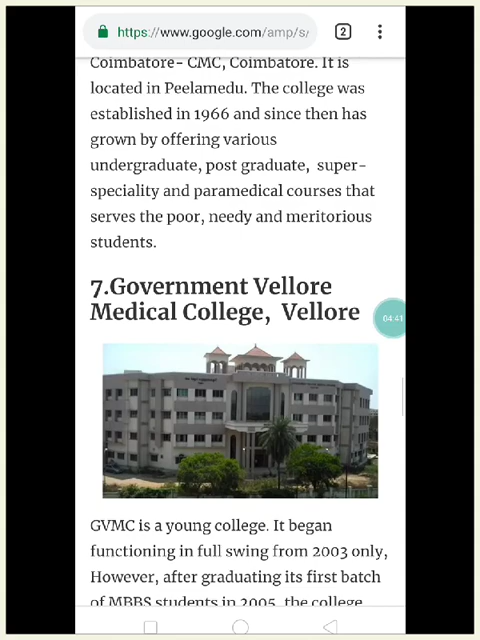 https://www.google.com/amp/s/
2
Coimbatore- CMC, Coimbatore. It is
located in Peelamedu. The college was
established in 1966 and since then has
grown by offering various
undergraduate, post graduate,  super-
speciality and paramedical courses that
serves the poor, needy and meritorious
students.
7.Government Vellore
Medical College,  Vellore
04:41
GVMC is a young college. It began
functioning in full swing from 2003 only,
However, after graduating its first batch
of MBBS students in 2005, the college